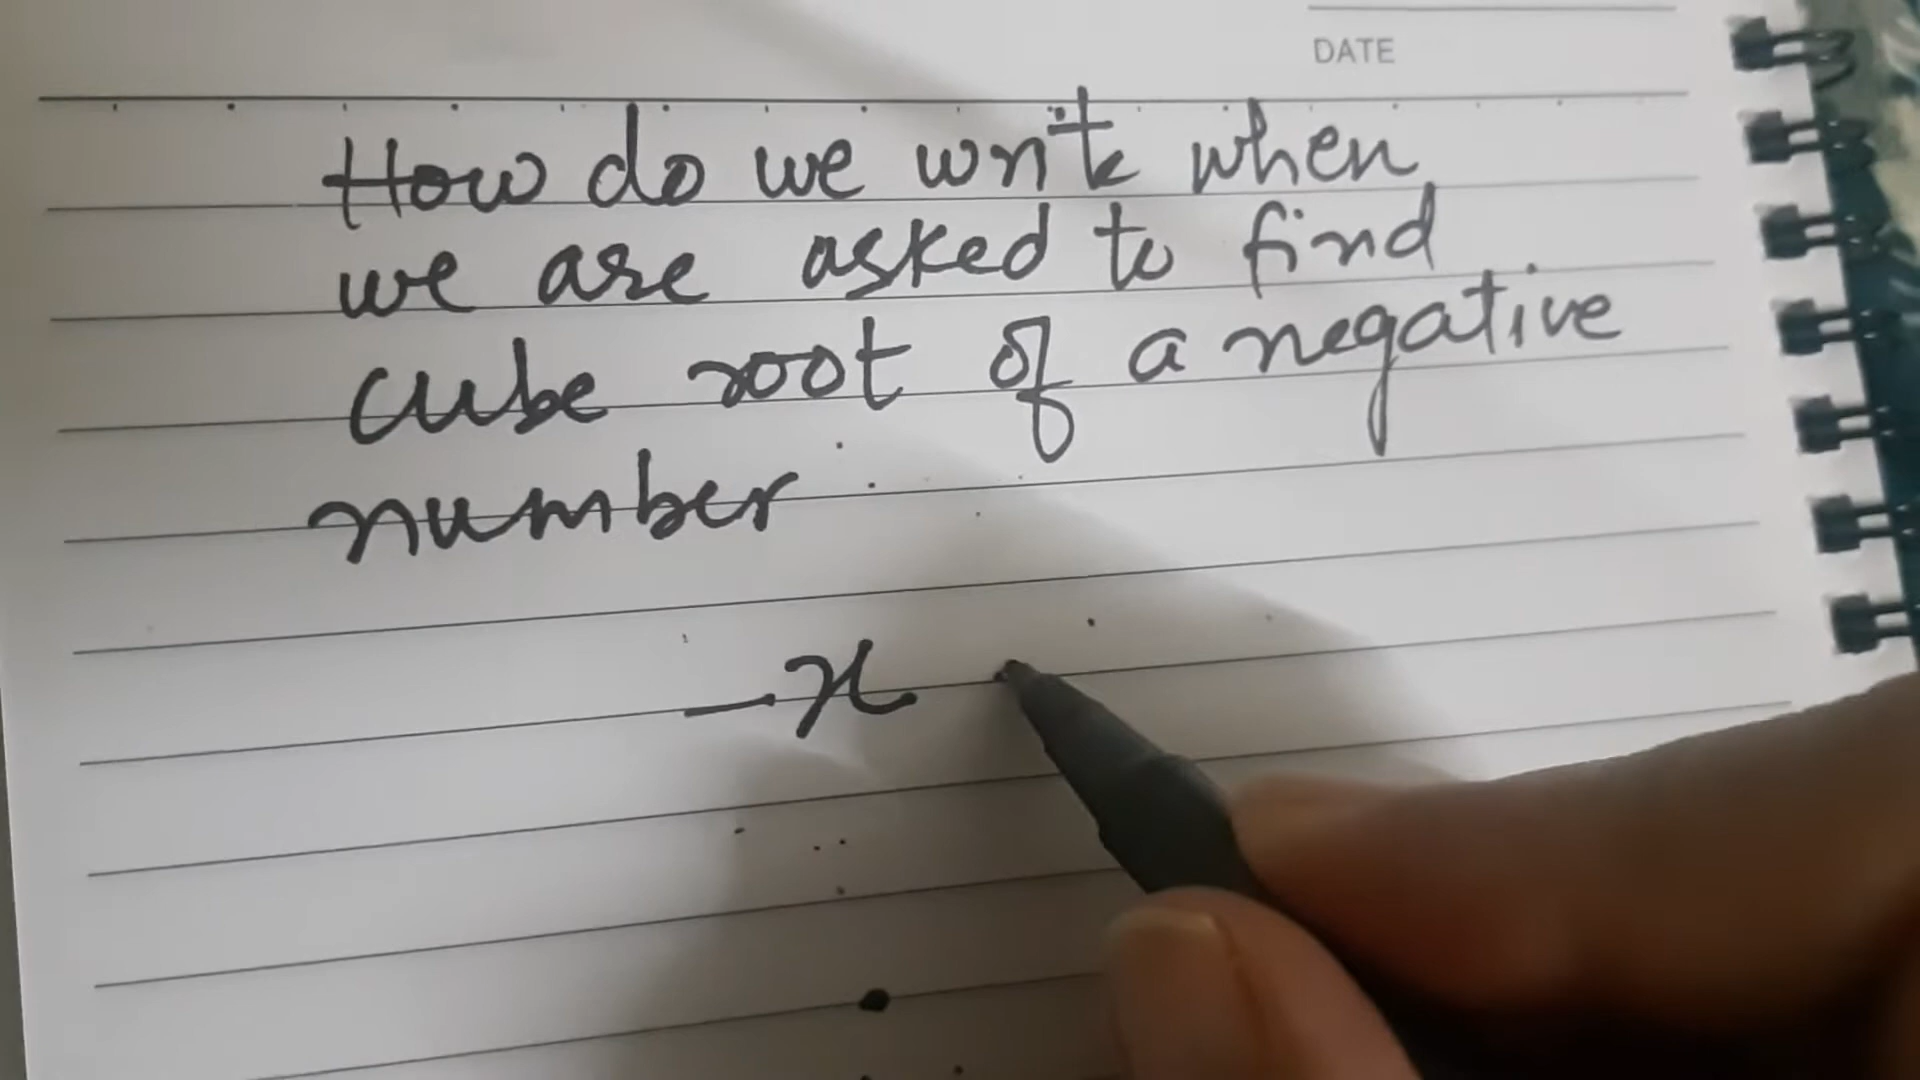 DATE
How do we write when
we are asked to find
cube root of a negative
number
-x